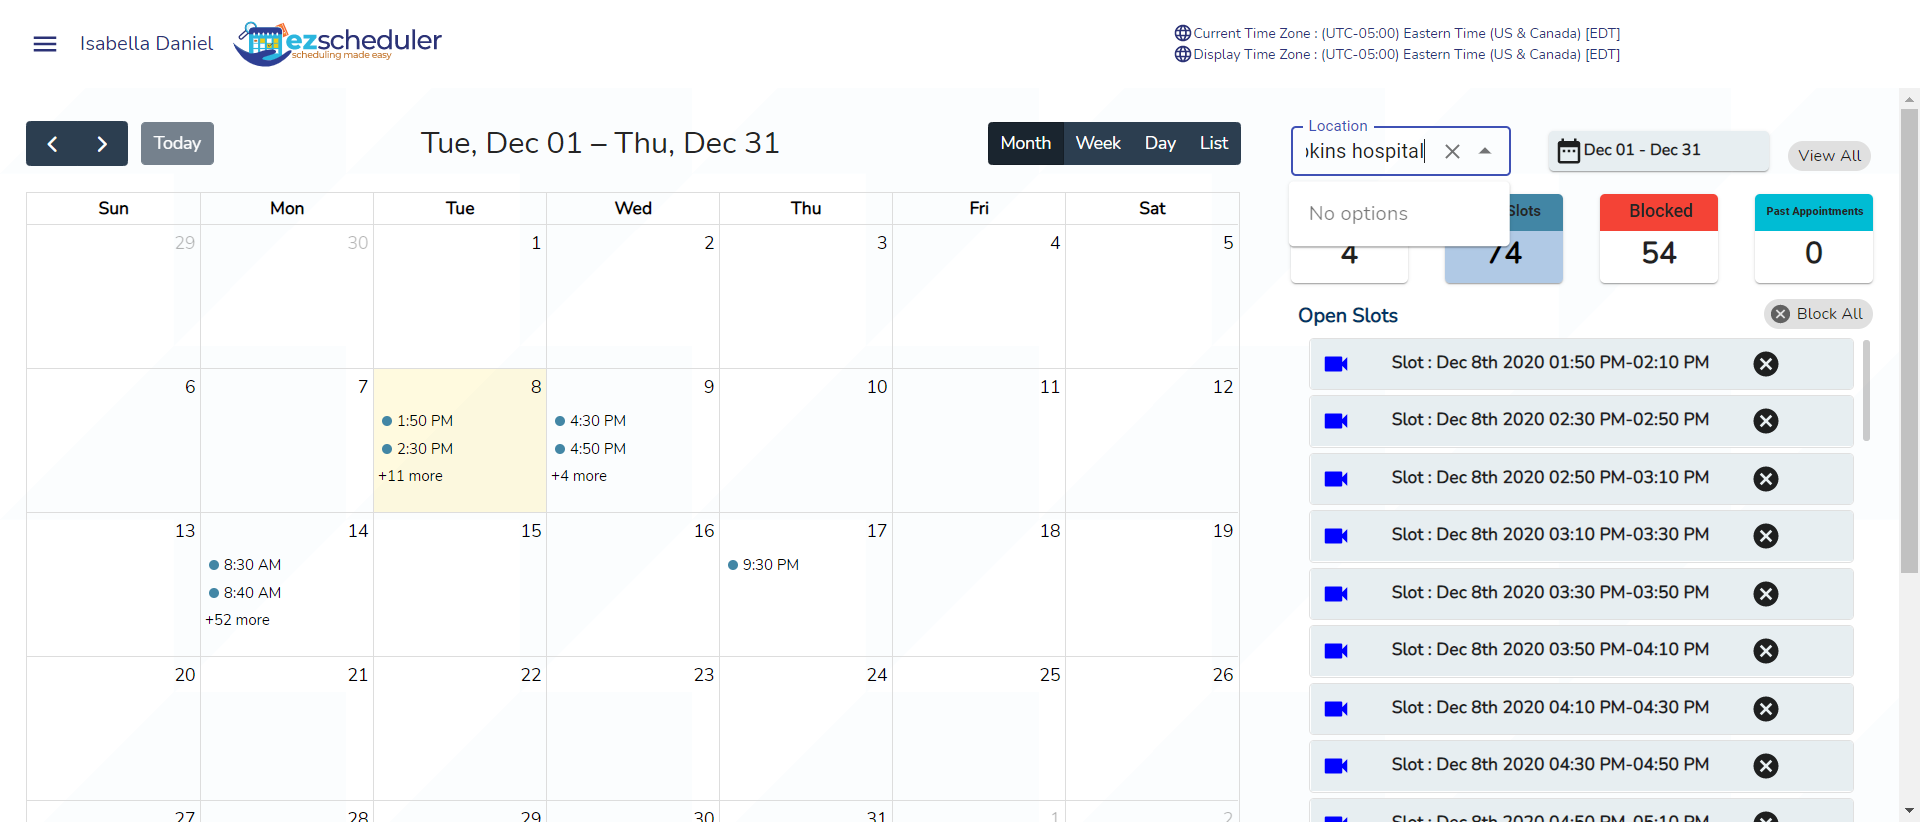 Isabella Daniel
ezscheduler
scheduling made easy
Current Time Zone : (UTC-05:00) Eastern Time (US & Canada) [EDT]
Display Time Zone : (UTC-05:00) Eastern Time (US & Canada) [EDT]
Today
Tue, Dec 01 – Thu, Dec 31
Month Week Day List
Location
kins hospital
No options
Dec 01 - Dec 31
View All
Slots
Blocked
Past Appointments
4
74
54
0
Open Slots
Block All
Sun Mon Tue Wed Thu Fri Sat
29 30 1 2 3 4 5
6 7 8 9 10 11 12
1:50 PM
2:30 PM
+11 more
4:30 PM
4:50 PM
+4 more
13 14 15 16 17 18 19
8:30 AM
8:40 AM
+52 more
9:30 PM
20 21 22 23 24 25 26
27 28 29 30 31 1 2
Slot : Dec 8th 2020 01:50 PM-02:10 PM
Slot : Dec 8th 2020 02:30 PM-02:50 PM
Slot : Dec 8th 2020 02:50 PM-03:10 PM
Slot : Dec 8th 2020 03:10 PM-03:30 PM
Slot : Dec 8th 2020 03:30 PM-03:50 PM
Slot : Dec 8th 2020 03:50 PM-04:10 PM
Slot : Dec 8th 2020 04:10 PM-04:30 PM
Slot : Dec 8th 2020 04:30 PM-04:50 PM
Slot : Dec 8th 2020 04:50 PM-05:10 PM